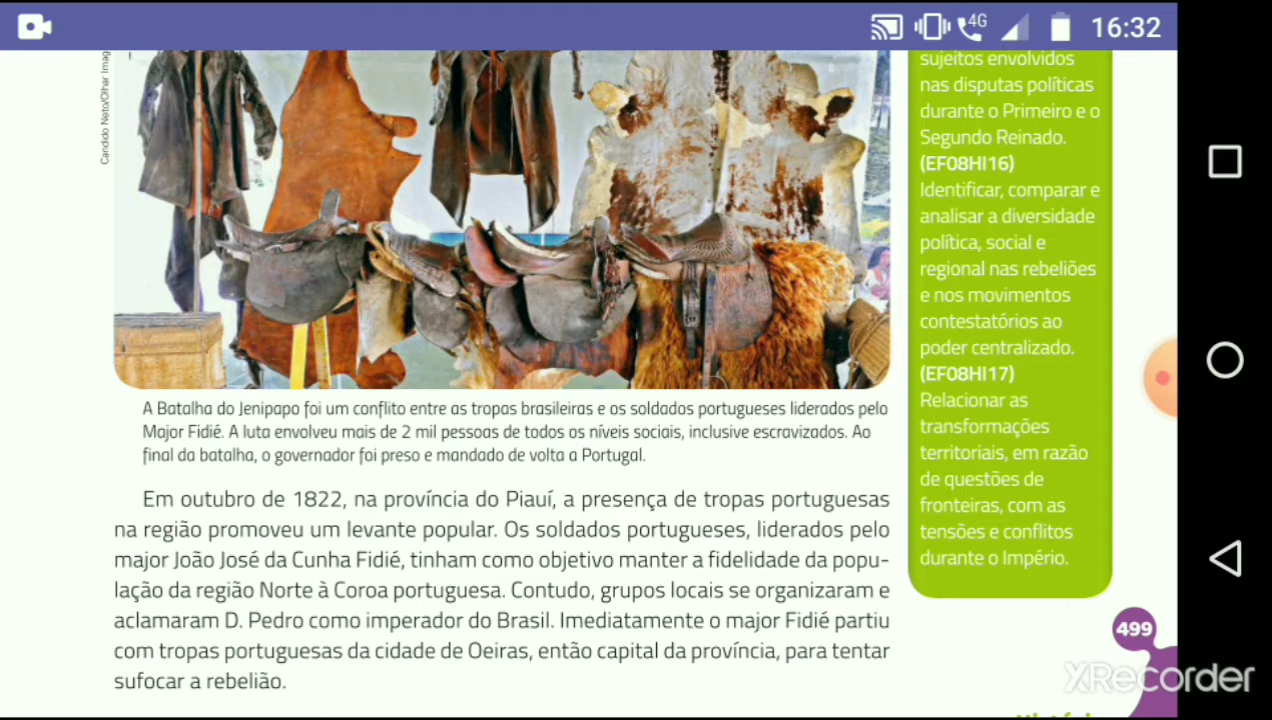 4G
16:32
Candido Neto/Olhar Imag
sujeitos envolvidos
nas disputas políticas
durante o Primeiro e o
Segundo Reinado.
(EF08HI16)
Identificar, comparar e
analisar a diversidade
política, social e
regional nas rebeliões
e nos movimentos
contestatórios ao
poder centralizado.
(EF08HI17)
Relacionar as
transformações
territoriais, em razão
de questões de
fronteiras, com as
tensões e conflitos
durante o Império.
A Batalha do Jenipapo foi um conflito entre as tropas brasileiras e os soldados portugueses liderados pelo
Major Fidié. A luta envolveu mais de 2 mil pessoas de todos os níveis sociais, inclusive escravizados. Ao
final da batalha, o governador foi preso e mandado de volta a Portugal.
Em outubro de 1822, na província do Piauí, a presença de tropas portuguesas
na região promoveu um levante popular. Os soldados portugueses, liderados pelo
major João José da Cunha Fidié, tinham como objetivo manter a fidelidade da popu-
lação da região Norte à Coroa portuguesa. Contudo, grupos locais se organizaram e
aclamaram D. Pedro como imperador do Brasil. Imediatamente o major Fidié partiu
com tropas portuguesas da cidade de Oeiras, então capital da província, para tentar
sufocar a rebelião.
499
XRecorder